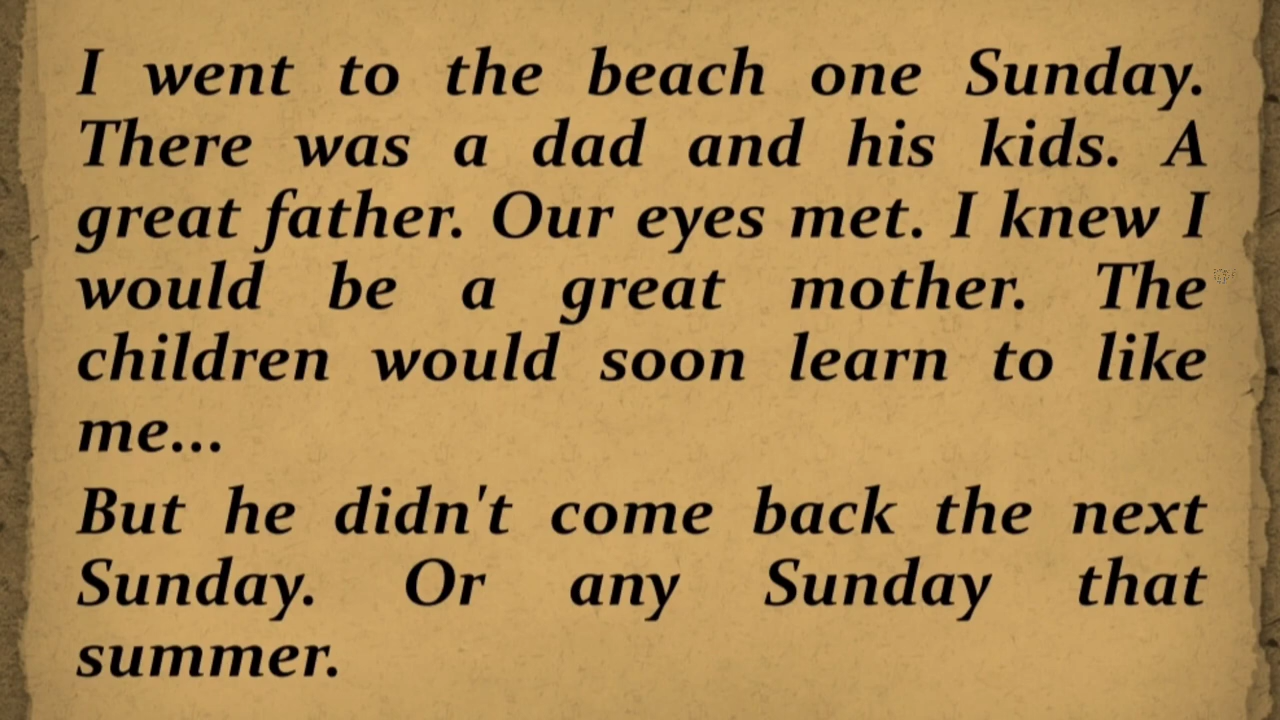 I went to the beach one Sunday.
There was a dad and his kids. A
great father. Our eyes met. I knew I
would be a great mother. The
children would soon learn to like
me...
But he didn't come back the next
Sunday. Or any Sunday that
summer.